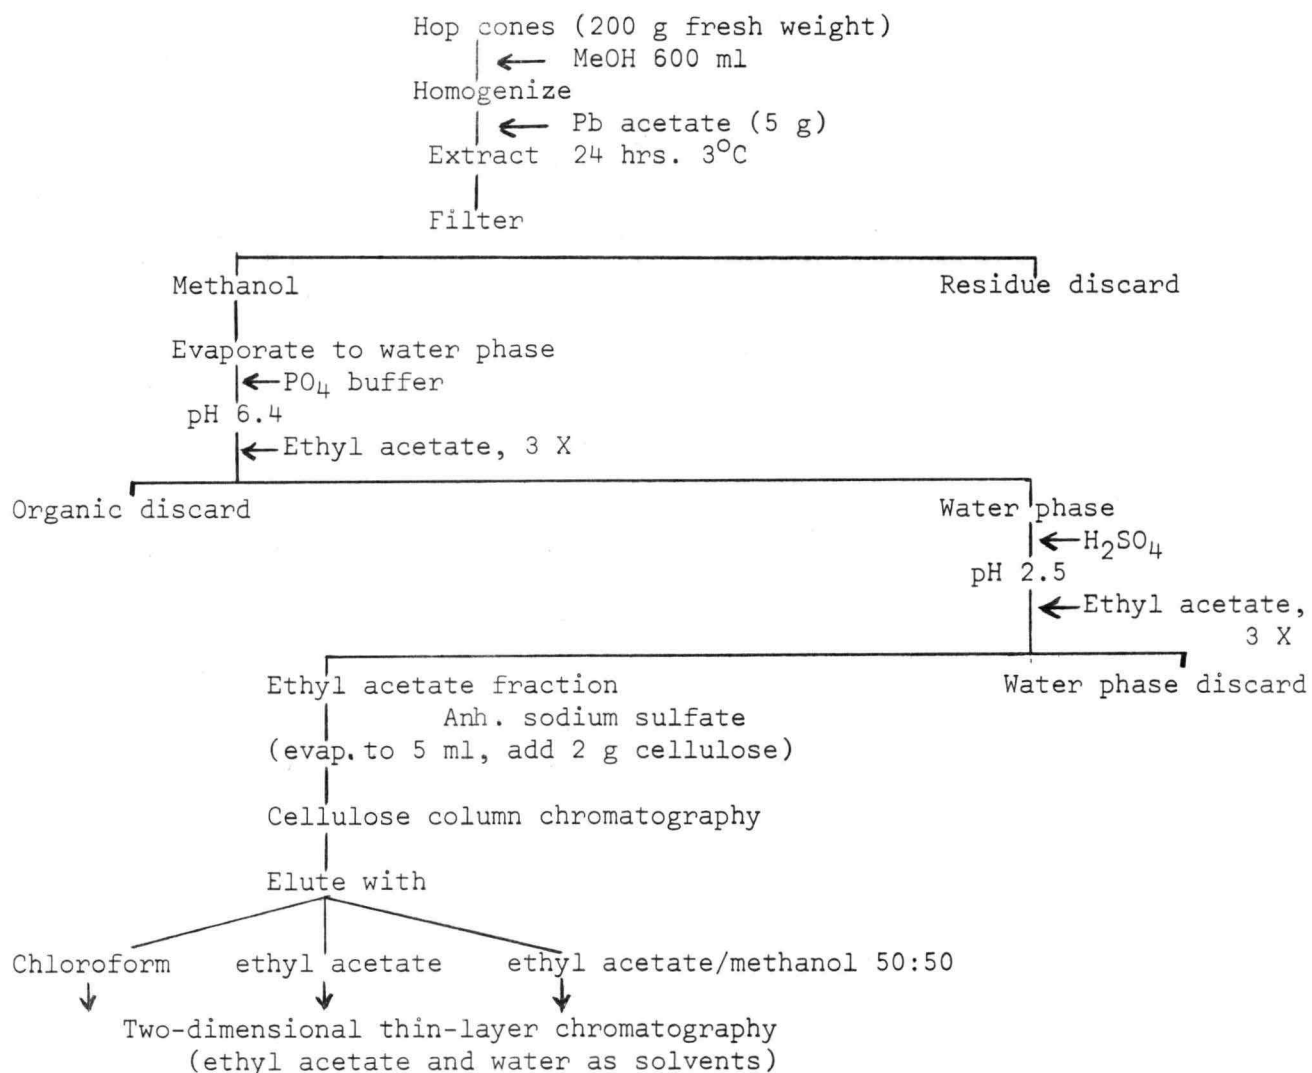 Hop cones (200 g fresh weight)
MeOH 600 ml
Homogenize
Pb acetate (5 g)
Extract 24 hrs. 3°C
Filter
Methanol
Residue discard
Evaporate to water phase
PO₄ buffer
pH 6.4
Ethyl acetate, 3 X
Organic discard
Water phase
H₂SO₄
pH 2.5
Ethyl acetate,
3 X
Ethyl acetate fraction
Water phase discard
Anh. sodium sulfate
(evap. to 5 ml, add 2 g cellulose)
Cellulose column chromatography
Elute with
Chloroform ethyl acetate ethyl acetate/methanol 50:50
Two-dimensional thin-layer chromatography
(ethyl acetate and water as solvents)